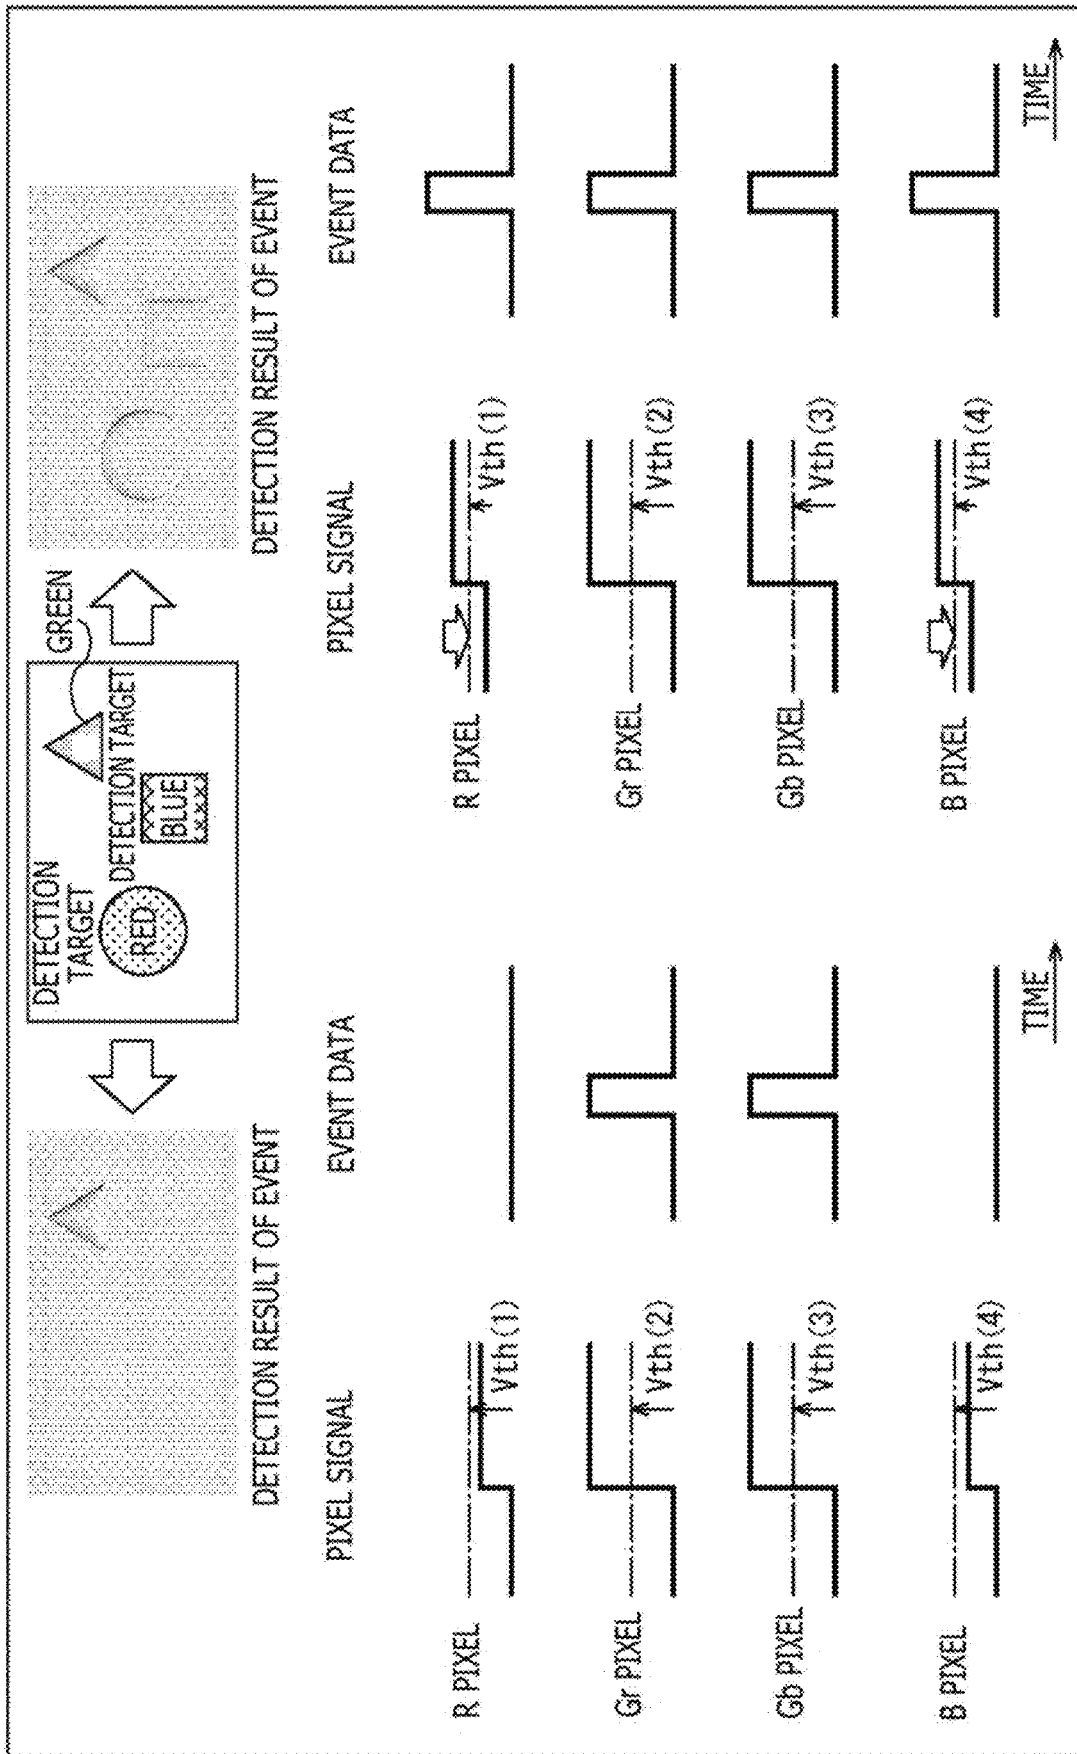 DETECTION
TARGET
RED
DETECTION TARGET
BLUE
GREEN
DETECTION RESULT OF EVENT
DETECTION RESULT OF EVENT
PIXEL SIGNAL
EVENT DATA
R PIXEL
Vth(1)
Gr PIXEL
Vth(2)
Gb PIXEL
Vth(3)
B PIXEL
Vth(4)
TIME
PIXEL SIGNAL
EVENT DATA
R PIXEL
Vth(1)
Gr PIXEL
Vth(2)
Gb PIXEL
Vth(3)
B PIXEL
Vth(4)
TIME